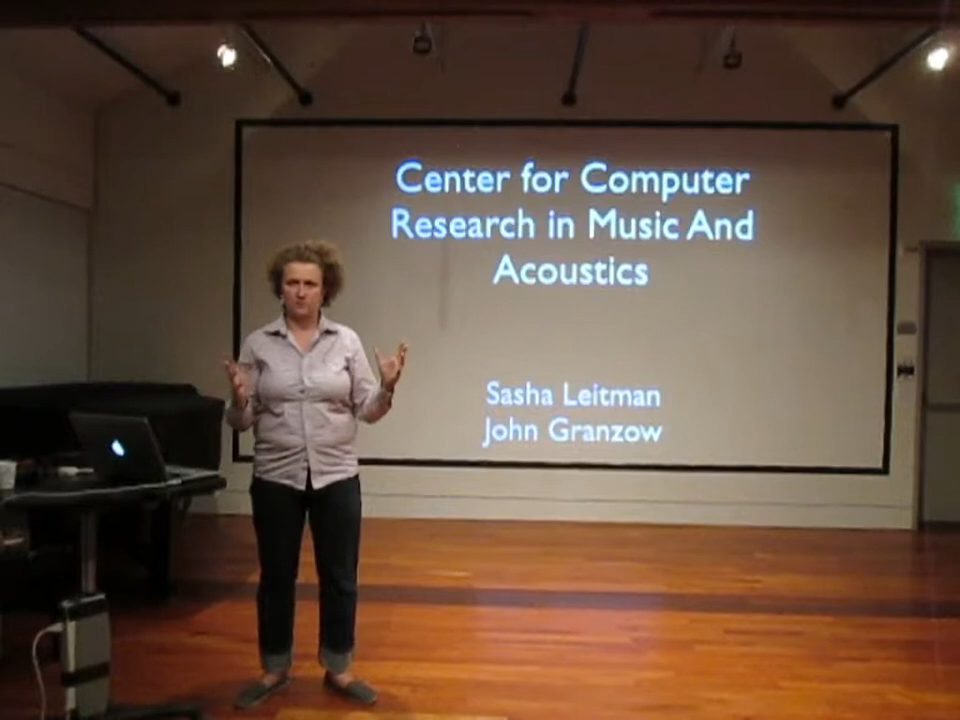 Center for Computer
Research in Music And
Acoustics
Sasha Leitman
John Granzow